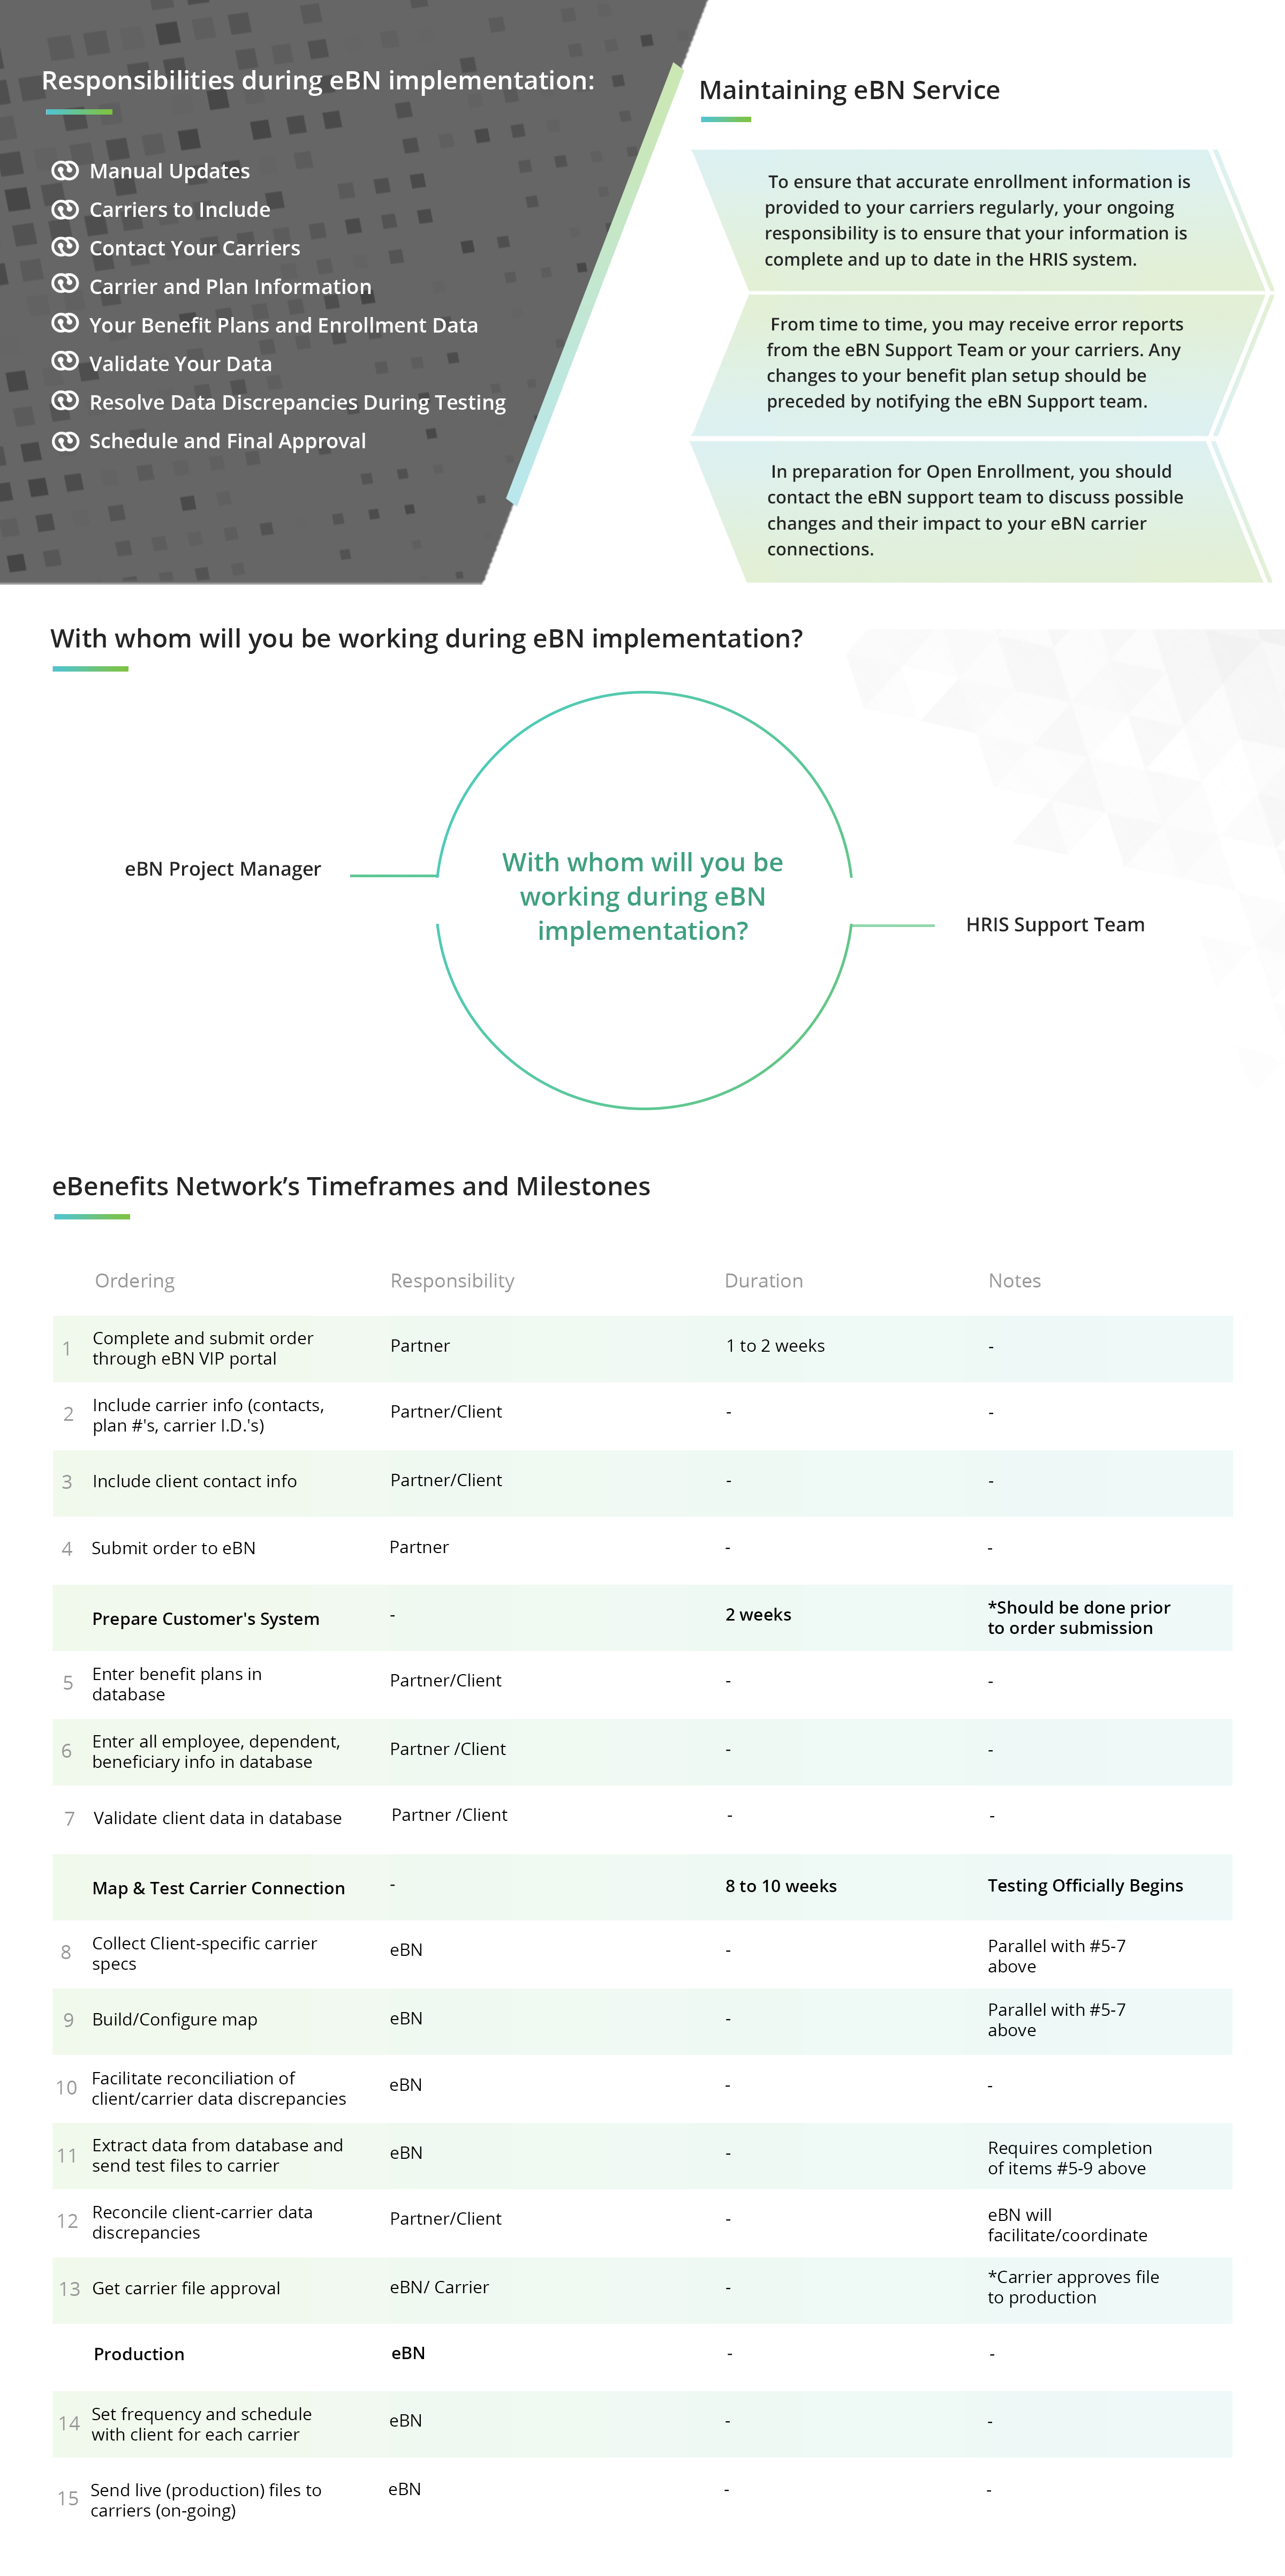 Responsibilities during eBN implementation:
Manual Updates
Carriers to Include
Contact Your Carriers
Carrier and Plan Information
Your Benefit Plans and Enrollment Data
Validate Your Data
Resolve Data Discrepancies During Testing
Schedule and Final Approval
Maintaining eBN Service
To ensure that accurate enrollment information is
provided to your carriers regularly, your ongoing
responsibility is to ensure that your information is
complete and up to date in the HRIS system.
From time to time, you may receive error reports
from the eBN Support Team or your carriers. Any
changes to your benefit plan setup should be
preceded by notifying the eBN Support team.
In preparation for Open Enrollment, you should
contact the eBN support team to discuss possible
changes and their impact to your eBN carrier
connections.
With whom will you be working during eBN implementation?
eBN Project Manager
With whom will you be
working during eBN
implementation?
HRIS Support Team
eBenefits Network’s Timeframes and Milestones
Ordering Responsibility Duration Notes
1 Complete and submit order
through eBN VIP portal
Partner 1 to 2 weeks -
2 Include carrier info (contacts,
plan #'s, carrier I.D.'s)
Partner/Client - -
3 Include client contact info Partner/Client - -
4 Submit order to eBN Partner - -
Prepare Customer's System - 2 weeks *Should be done prior
to order submission
5 Enter benefit plans in
database
Partner/Client - -
6 Enter all employee, dependent,
beneficiary info in database
Partner /Client - -
7 Validate client data in database Partner /Client - -
Map & Test Carrier Connection - 8 to 10 weeks Testing Officially Begins
8 Collect Client-specific carrier
specs
eBN - Parallel with #5-7
above
9 Build/Configure map eBN - Parallel with #5-7
above
10 Facilitate reconciliation of
client/carrier data discrepancies
eBN - -
11 Extract data from database and
send test files to carrier
eBN - Requires completion
of items #5-9 above
12 Reconcile client-carrier data
discrepancies
Partner/Client - eBN will
facilitate/coordinate
13 Get carrier file approval eBN/ Carrier - *Carrier approves file
to production
Production eBN - -
14 Set frequency and schedule
with client for each carrier
eBN - -
15 Send live (production) files to
carriers (on-going)
eBN - -